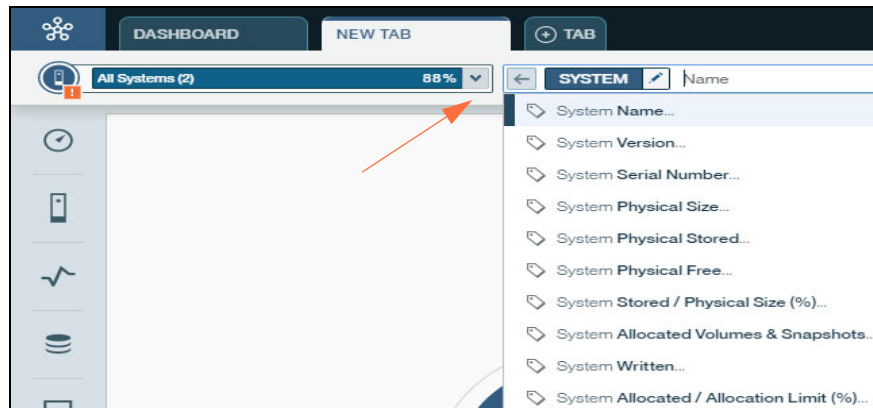 DASHBOARD NEW TAB TAB
All Systems (2) 88% SYSTEM Name
System Name...
System Version...
System Serial Number...
System Physical Size...
System Physical Stored...
System Physical Free...
System Stored / Physical Size (%)...
System Allocated Volumes & Snapshots..
System Written...
System Allocated / Allocation Limit (%)...